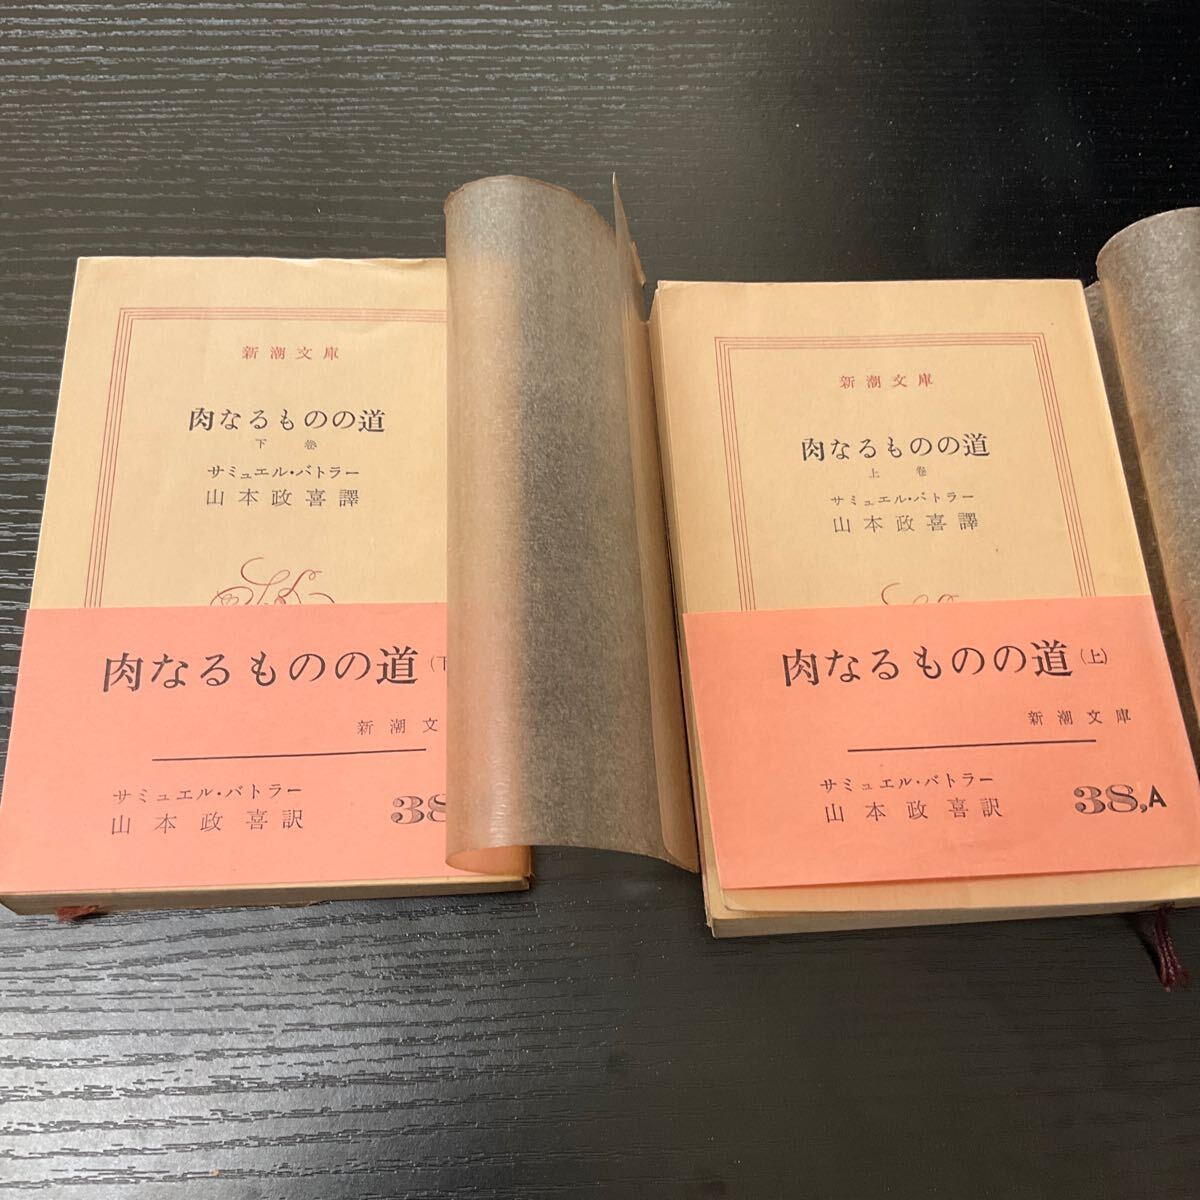 新潮文庫
肉なるものの道
下巻
サミュエル・バトラー
山本政喜譯
肉なるものの道(下
新潮文
サミュエル・バトラー
山本政喜訳
38
新潮文庫
肉なるものの道
上巻
サミュエル・バトラー
山本政喜譯
肉なるものの道(上)
新潮文庫
サミュエル・バトラー
山本政喜訳
38,A